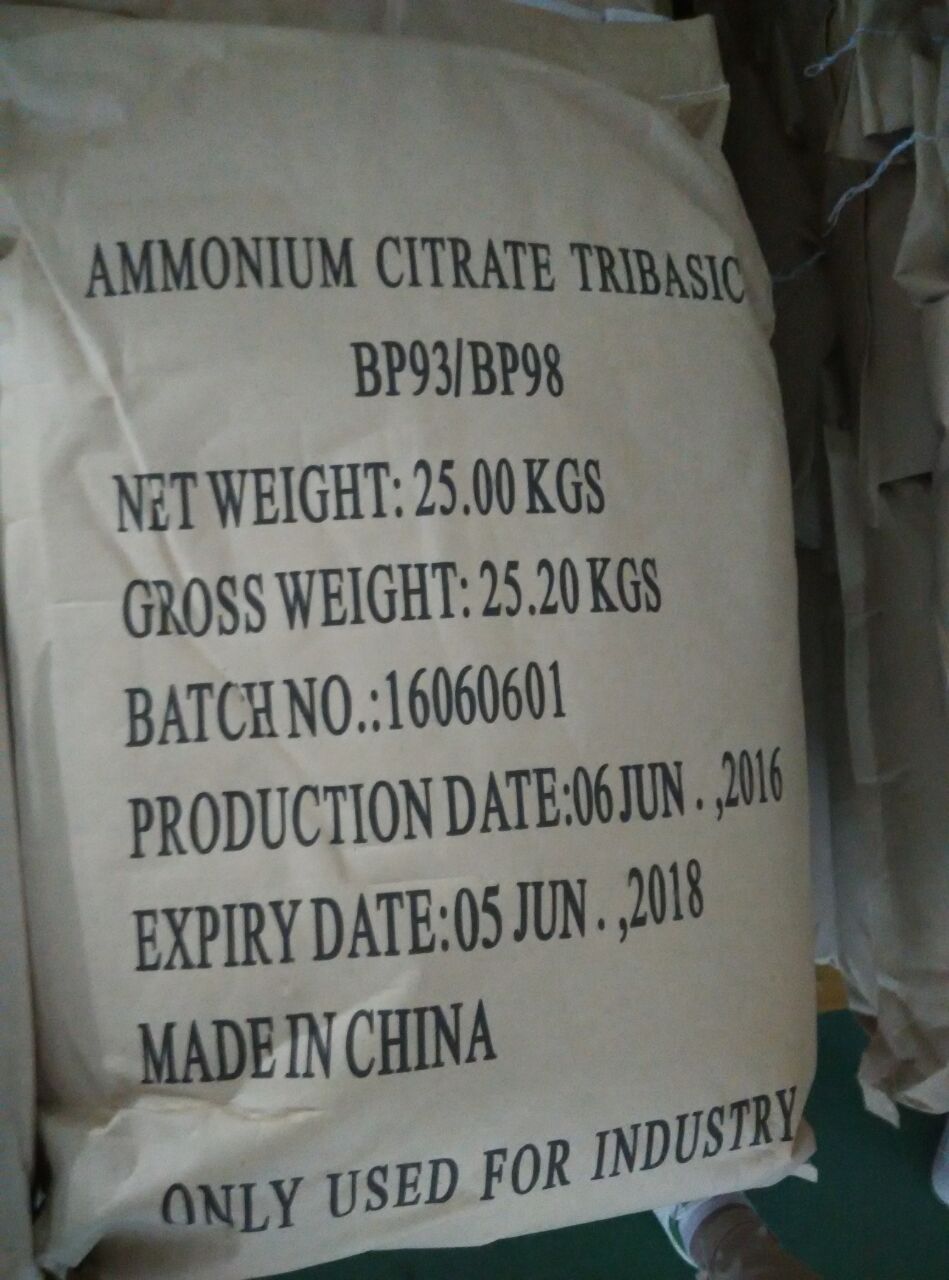 AMMONIUM CITRATE TRIBASIC
BP93/BP98
NET WEIGHT: 25.00 KGS
GROSS WEIGHT: 25.20 KGS
BATCH NO.:16060601
PRODUCTION DATE:06 JUN . ,2016
EXPIRY DATE:05 JUN . ,2018
MADE IN CHINA
ONLY USED FOR INDUSTRY